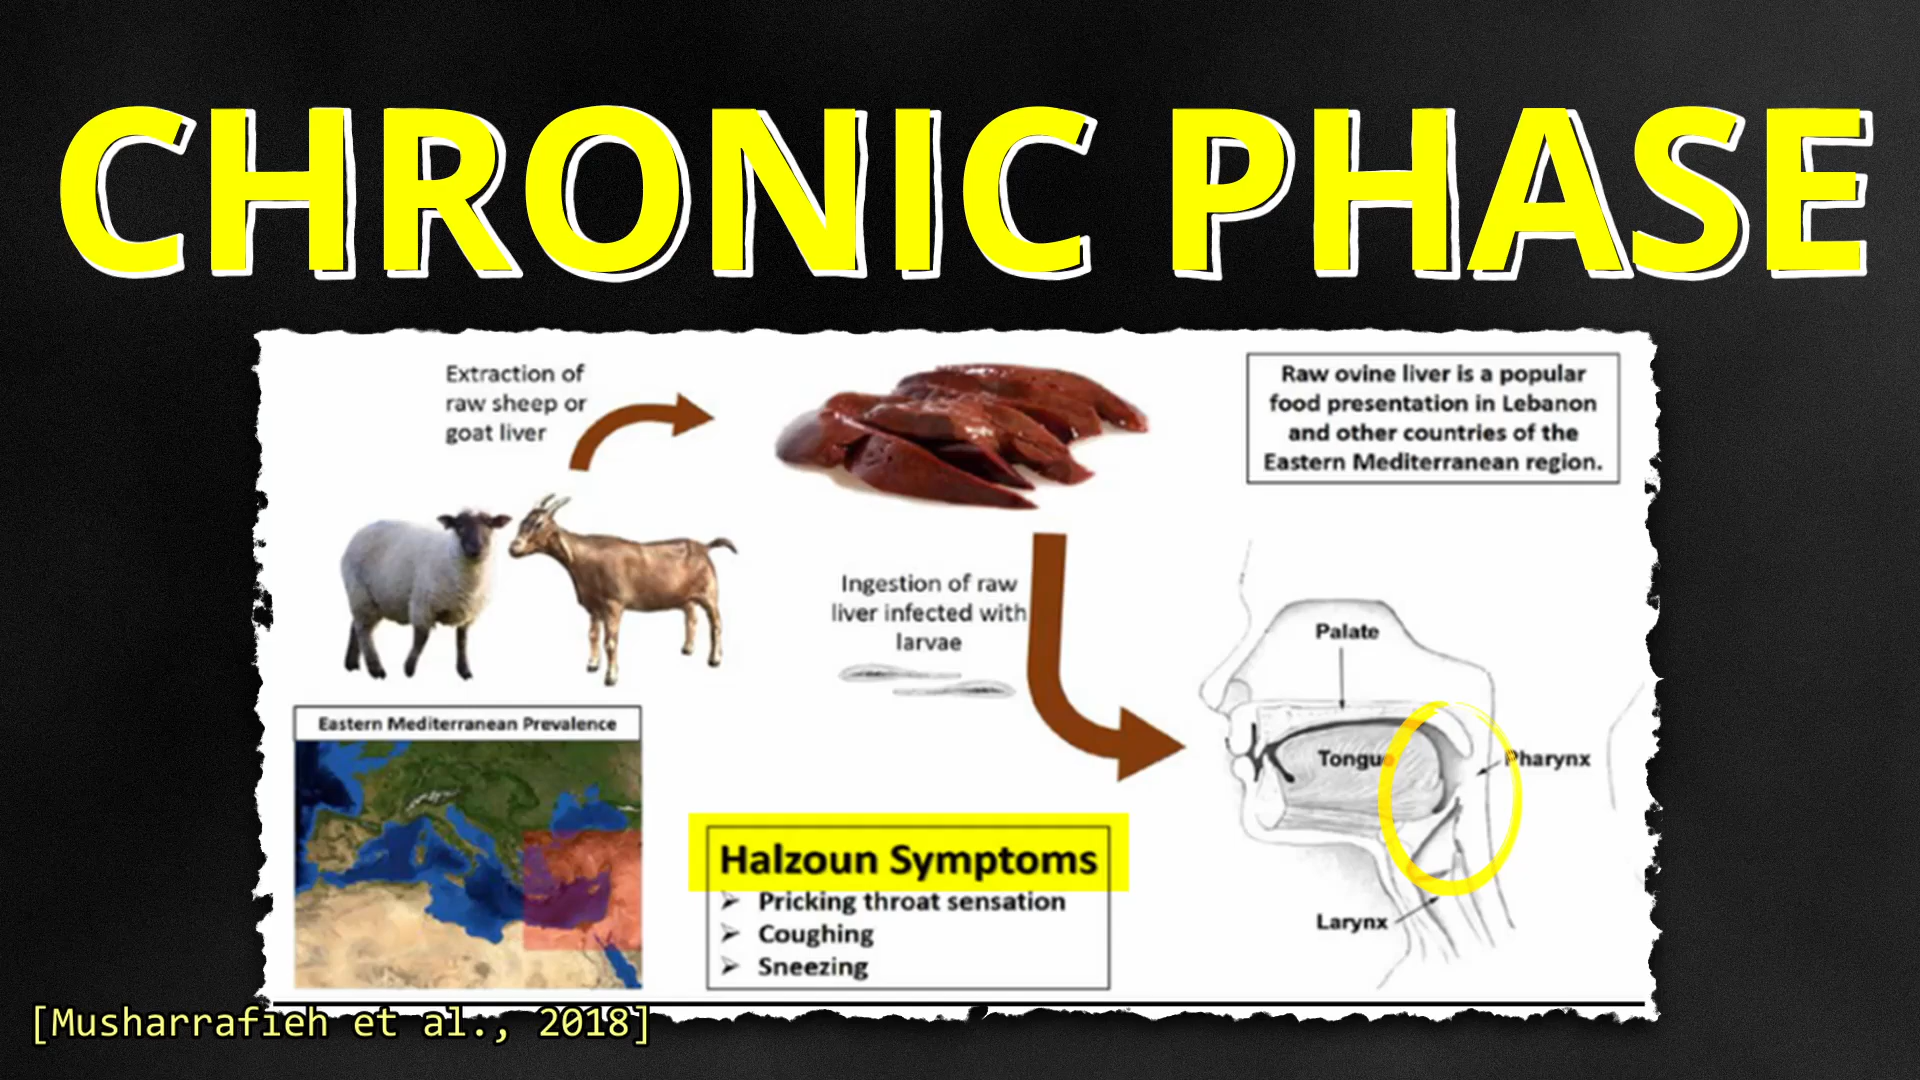 CHRONIC PHASE
Extraction of
raw sheep or
goat liver
Raw ovine liver is a popular
food presentation in Lebanon
and other countries of the
Eastern Mediterranean region.
Ingestion of raw
liver infected with
larvae
Palate
Tongue
Pharynx
Larynx
Eastern Mediterranean Prevalence
Halzoun Symptoms
➢ Pricking throat sensation
➢ Coughing
➢ Sneezing
[Musharrafieh et al., 2018]